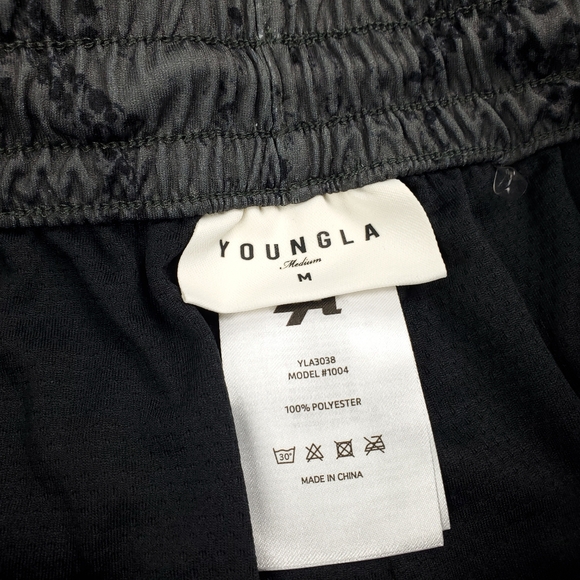 YOUNGLA
Medium
M
YLA3038
MODEL #1004
100% POLYESTER
30°
MADE IN CHINA